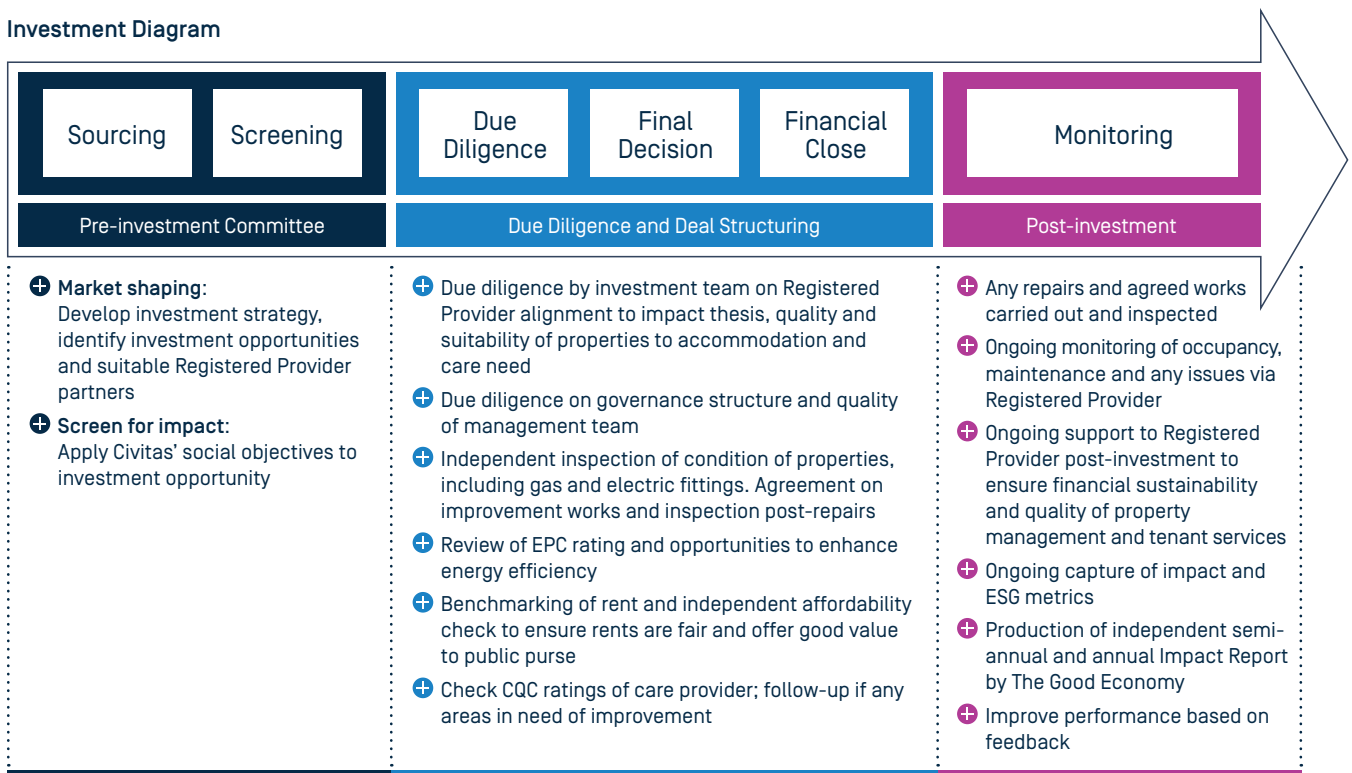 Investment Diagram
Sourcing
Screening
Due
Diligence
Final
Decision
Financial
Close
Monitoring
Pre-investment Committee
Due Diligence and Deal Structuring
Post-investment
Market shaping:
Develop investment strategy,
identify investment opportunities
and suitable Registered Provider
partners
Screen for impact:
Apply Civitas' social objectives to
investment opportunity
Due diligence by investment team on Registered
Provider alignment to impact thesis, quality and
suitability of properties to accommodation and
care need
Due diligence on governance structure and quality
of management team
Independent inspection of condition of properties,
including gas and electric fittings. Agreement on
improvement works and inspection post-repairs
Review of EPC rating and opportunities to enhance
energy efficiency
Benchmarking of rent and independent affordability
check to ensure rents are fair and offer good value
to public purse
Check CQC ratings of care provider; follow-up if any
areas in need of improvement
Any repairs and agreed works
carried out and inspected
Ongoing monitoring of occupancy,
maintenance and any issues via
Registered Provider
Ongoing support to Registered
Provider post-investment to
ensure financial sustainability
and quality of property
management and tenant services
Ongoing capture of impact and
ESG metrics
Production of independent semi-
annual and annual Impact Report
by The Good Economy
Improve performance based on
feedback